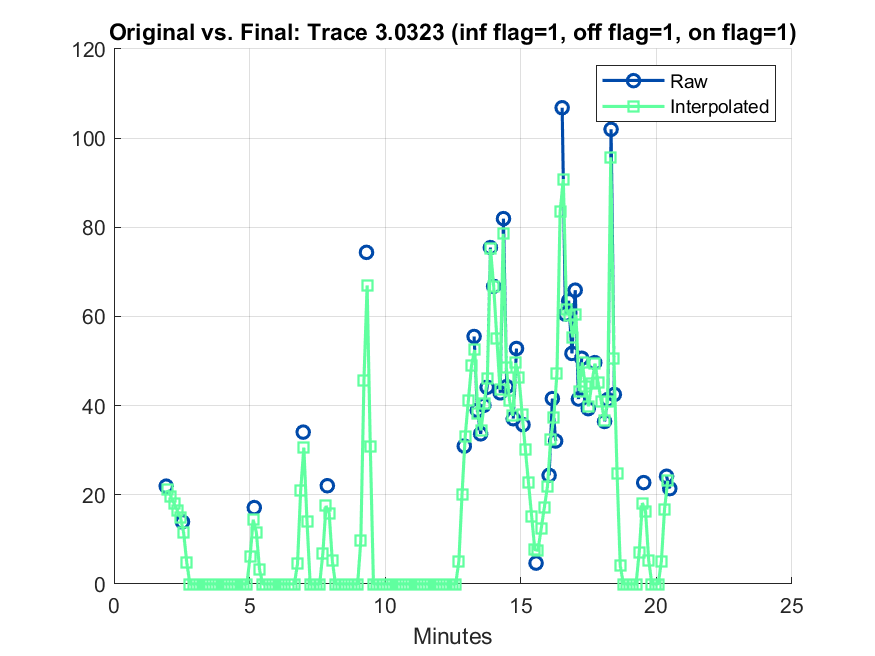 Original vs. Final: Trace 3.0323 (inf flag=1, off flag=1, on flag=1)
120
100
80
60
40
20
0
Raw
Interpolated
0 5 10 15 20 25
Minutes